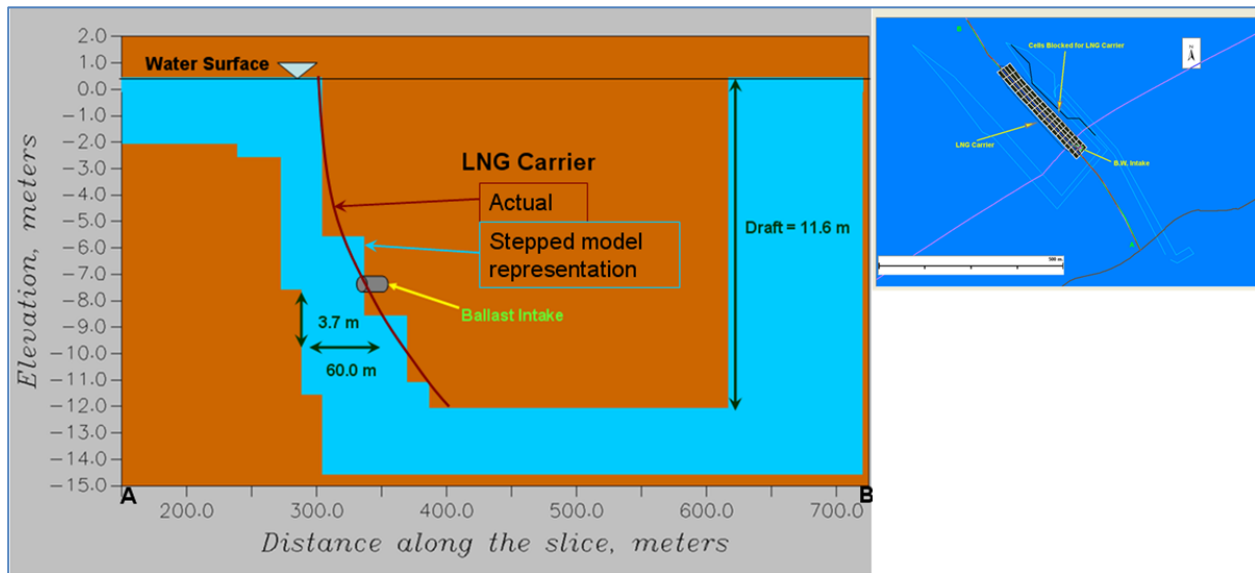 2.0
1.0
0.0
−1.0
−2.0
−3.0
−4.0
−5.0
−6.0
−7.0
−8.0
−9.0
−10.0
−11.0
−12.0
−13.0
−14.0
−15.0
Elevation, meters
Water Surface
LNG Carrier
Actual
Stepped model
representation
Ballast Intake
3.7 m
60.0 m
Draft = 11.6 m
A
B
200.0
300.0
400.0
500.0
600.0
700.0
Distance along the slice, meters
B
Cells Blocked for LNG Carrier
LNG Carrier
B.W. Intake
A